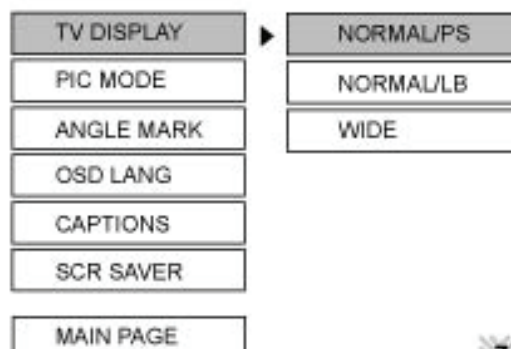 TV DISPLAY
PIC MODE
ANGLE MARK
OSD LANG
CAPTIONS
SCR SAVER
MAIN PAGE
NORMAL/PS
NORMAL/LB
WIDE